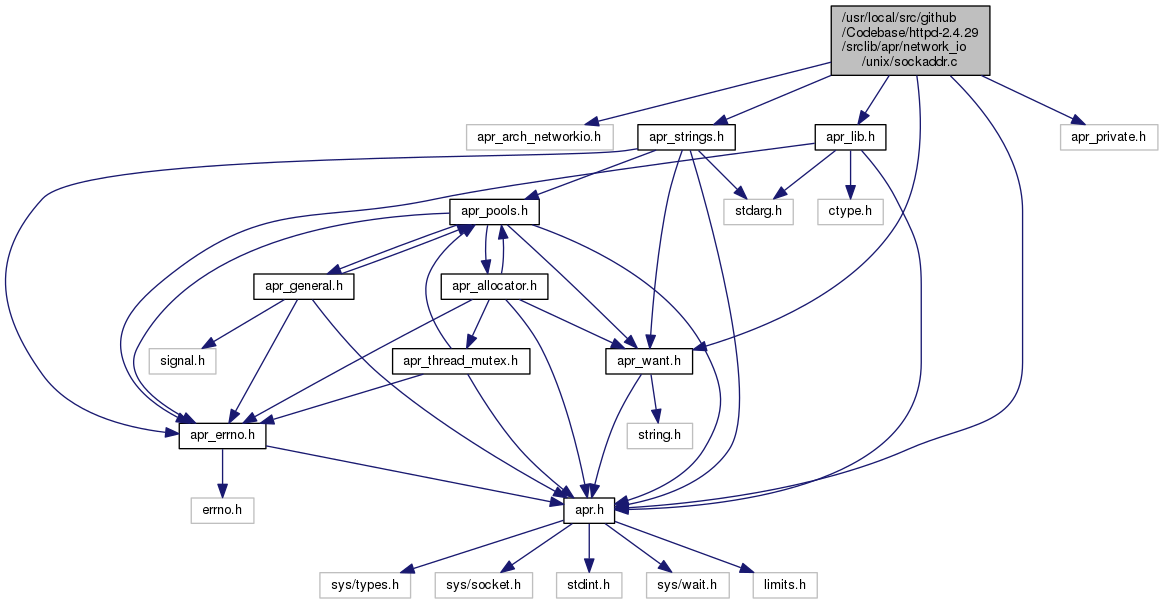 /usr/local/src/github
/Codebase/httpd-2.4.29
/srclib/apr/network_io
/unix/sockaddr.c
apr_arch_networkio.h
apr_strings.h
apr_lib.h
apr_private.h
apr_pools.h
stdarg.h
ctype.h
apr_general.h
apr_allocator.h
signal.h
apr_thread_mutex.h
apr_want.h
apr_errno.h
string.h
errno.h
apr.h
sys/types.h
sys/socket.h
stdint.h
sys/wait.h
limits.h